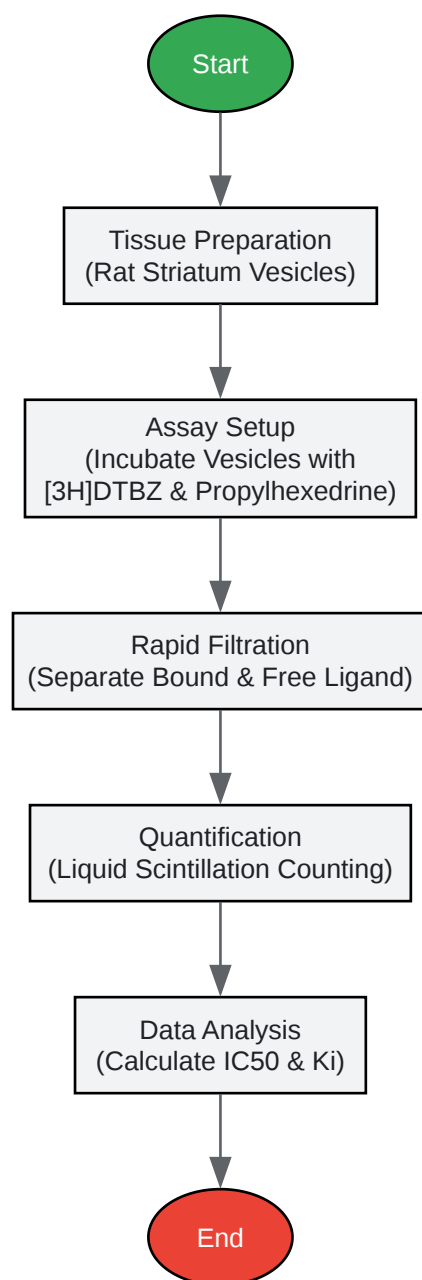 Start
Tissue Preparation
(Rat Striatum Vesicles)
Assay Setup
(Incubate Vesicles with
[3H]DTBZ & Propylhexedrine)
Rapid Filtration
(Separate Bound & Free Ligand)
Quantification
(Liquid Scintillation Counting)
Data Analysis
(Calculate IC50 & Ki)
End